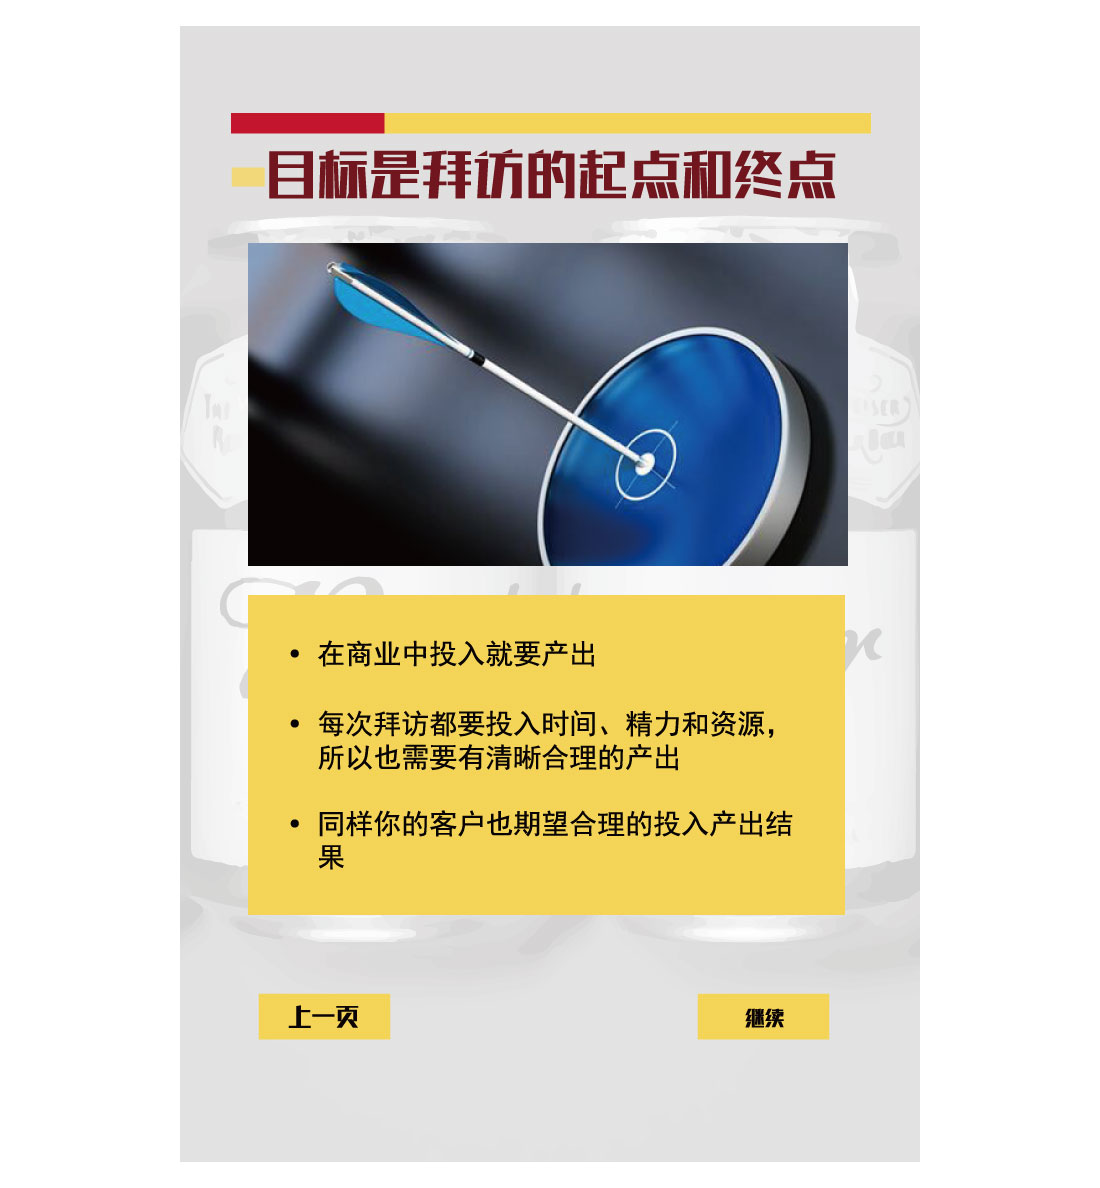 目标是拜访的起点和终点
• 在商业中投入就要产出
• 每次拜访都要投入时间、精力和资源，
所以也需要有清晰合理的产出
• 同样你的客户也期望合理的投入产出结
果
上一页
继续